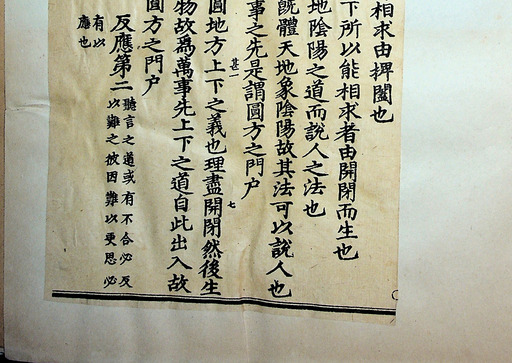 相求由捭闔也
下所以能相求者由開閉而生也
地陰陽之道而說人之法也
旣體天地象陰陽故其法可以說人也
事之先是謂圓方之門户
圓地方上下之義也理盡開閉然後生
甚一
七
物故爲萬事先上下之道自此出入故
圓方之門户
反應第二
聽言之道或有不合必反
以難之彼因難以更思必
有以
應也